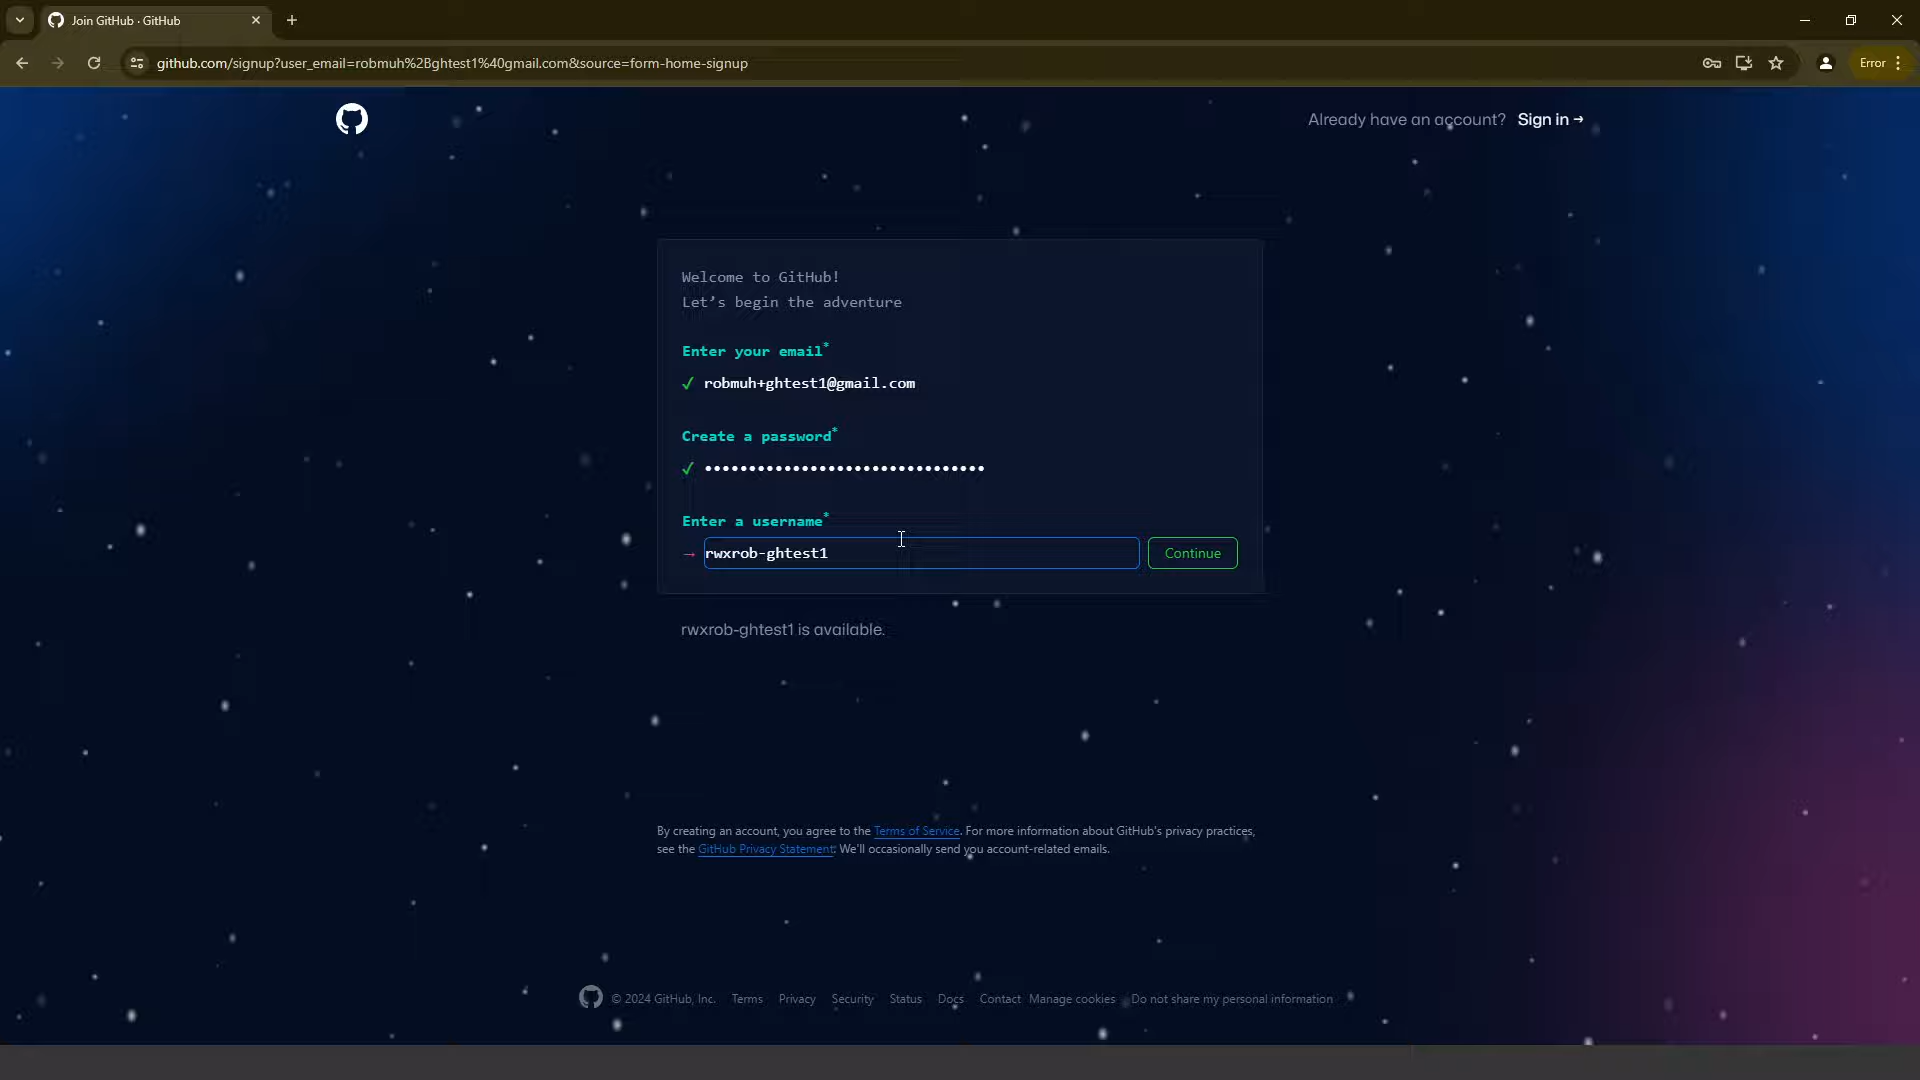 Join GitHub · GitHub
github.com/signup?user_email=robmuh%2Bghtest1%40gmail.com&source=form-home-signup
Error
Already have an account? Sign in →
Welcome to GitHub!
Let’s begin the adventure
Enter your email*
✓ robmuh+ghtest1@gmail.com
Create a password*
✓ ••••••••••••••••••••••••••••••••
Enter a username*
→ rwxrob-ghtest1 Continue
rwxrob-ghtest1 is available.
By creating an account, you agree to the Terms of Service. For more information about GitHub's privacy practices,
see the GitHub Privacy Statement. We'll occasionally send you account-related emails.
© 2024 GitHub, Inc. Terms Privacy Security Status Docs Contact Manage cookies Do not share my personal information